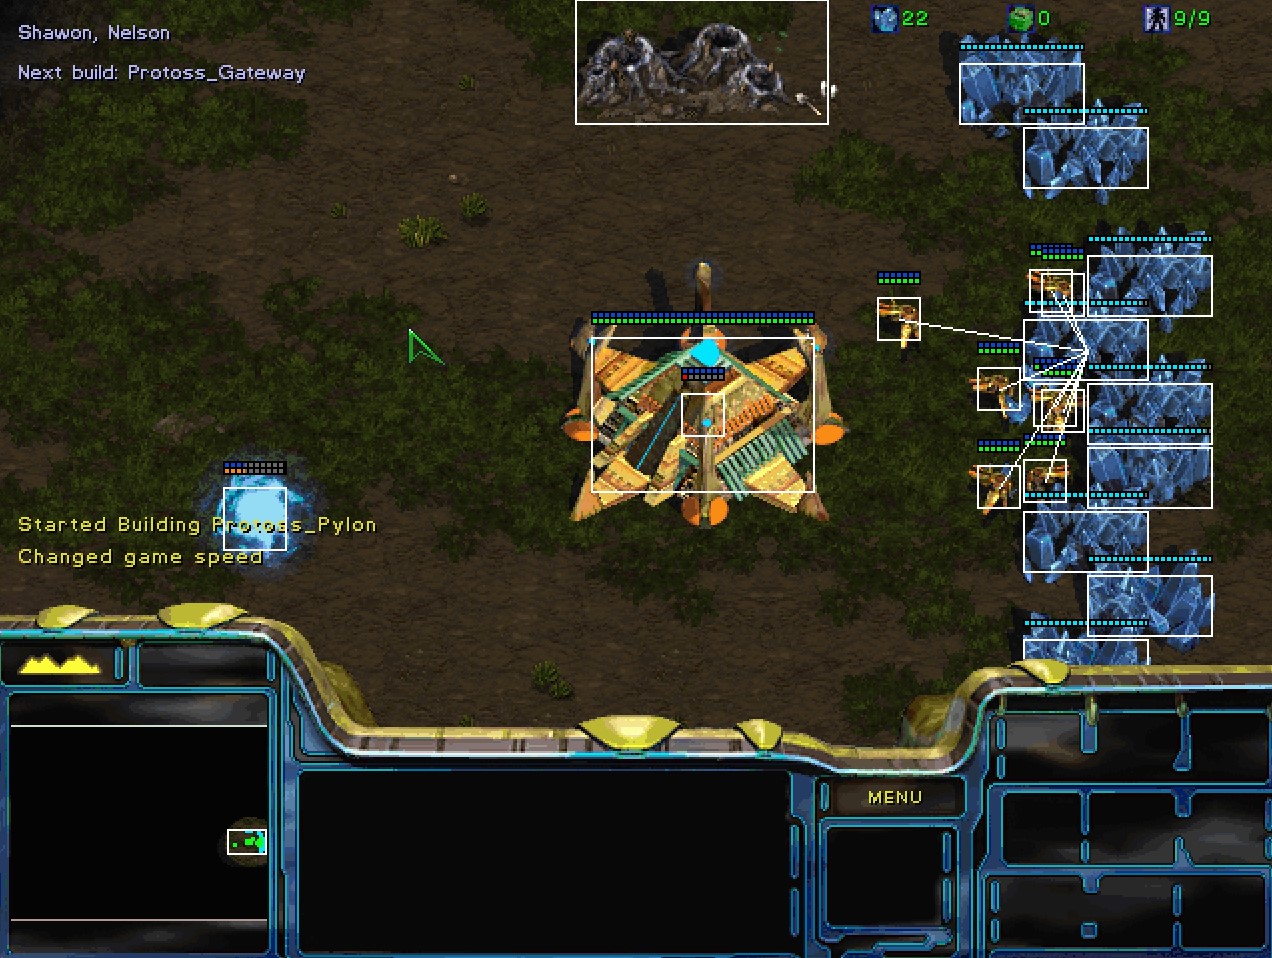 Shawon, Nelson
22
0
9/9
Next build: Protoss_Gateway
Started Building Protoss_Pylon
Changed game speed
MENU